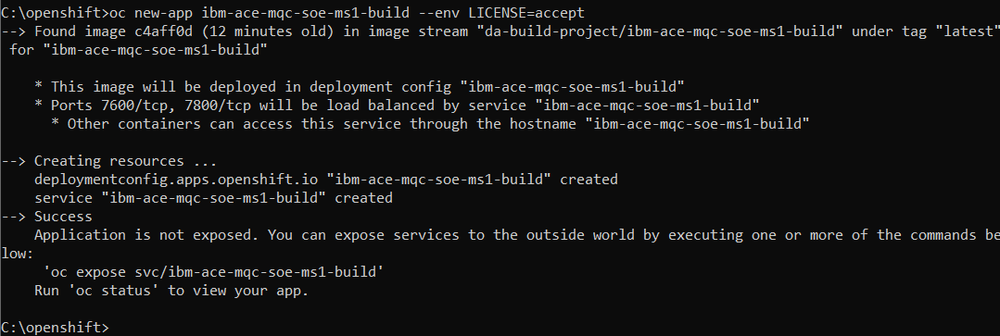 C:\openshift>oc new-app ibm-ace-mqc-soe-ms1-build --env LICENSE=accept
--> Found image c4aff0d (12 minutes old) in image stream "da-build-project/ibm-ace-mqc-soe-ms1-build" under tag "latest"
 for "ibm-ace-mqc-soe-ms1-build"
    * This image will be deployed in deployment config "ibm-ace-mqc-soe-ms1-build"
    * Ports 7600/tcp, 7800/tcp will be load balanced by service "ibm-ace-mqc-soe-ms1-build"
      * Other containers can access this service through the hostname "ibm-ace-mqc-soe-ms1-build"
--> Creating resources ...
    deploymentconfig.apps.openshift.io "ibm-ace-mqc-soe-ms1-build" created
    service "ibm-ace-mqc-soe-ms1-build" created
--> Success
    Application is not exposed. You can expose services to the outside world by executing one or more of the commands be
low:
     'oc expose svc/ibm-ace-mqc-soe-ms1-build'
    Run 'oc status' to view your app.
C:\openshift>